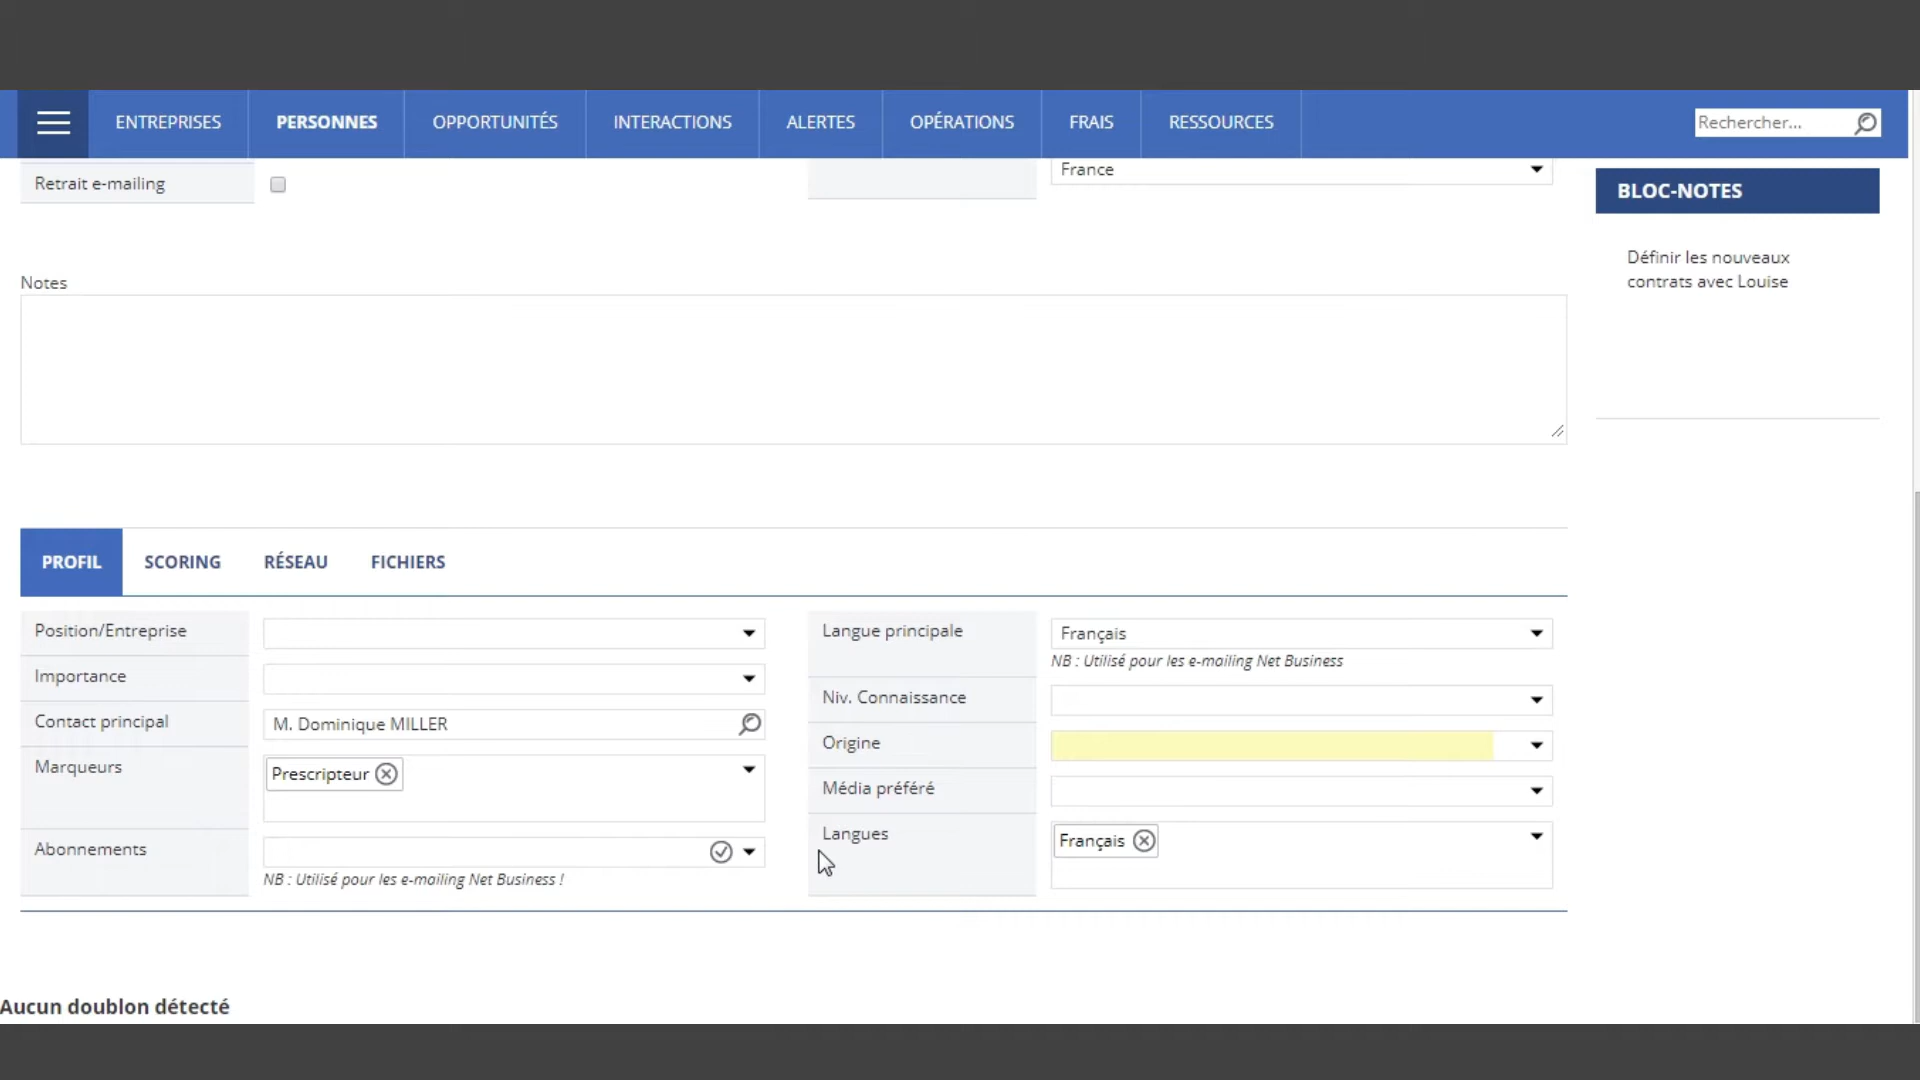 ENTREPRISES PERSONNES OPPORTUNITÉS INTERACTIONS ALERTES OPÉRATIONS FRAIS RESSOURCES Rechercher...
Retrait e-mailing
France
BLOC-NOTES
Définir les nouveaux
contrats avec Louise
Notes
PROFIL SCORING RÉSEAU FICHIERS
Position/Entreprise
Importance
Contact principal M. Dominique MILLER
Marqueurs Prescripteur
Abonnements
NB : Utilisé pour les e-mailing Net Business !
Langue principale Français
NB : Utilisé pour les e-mailing Net Business
Niv. Connaissance
Origine
Média préféré
Langues Français
Aucun doublon détecté